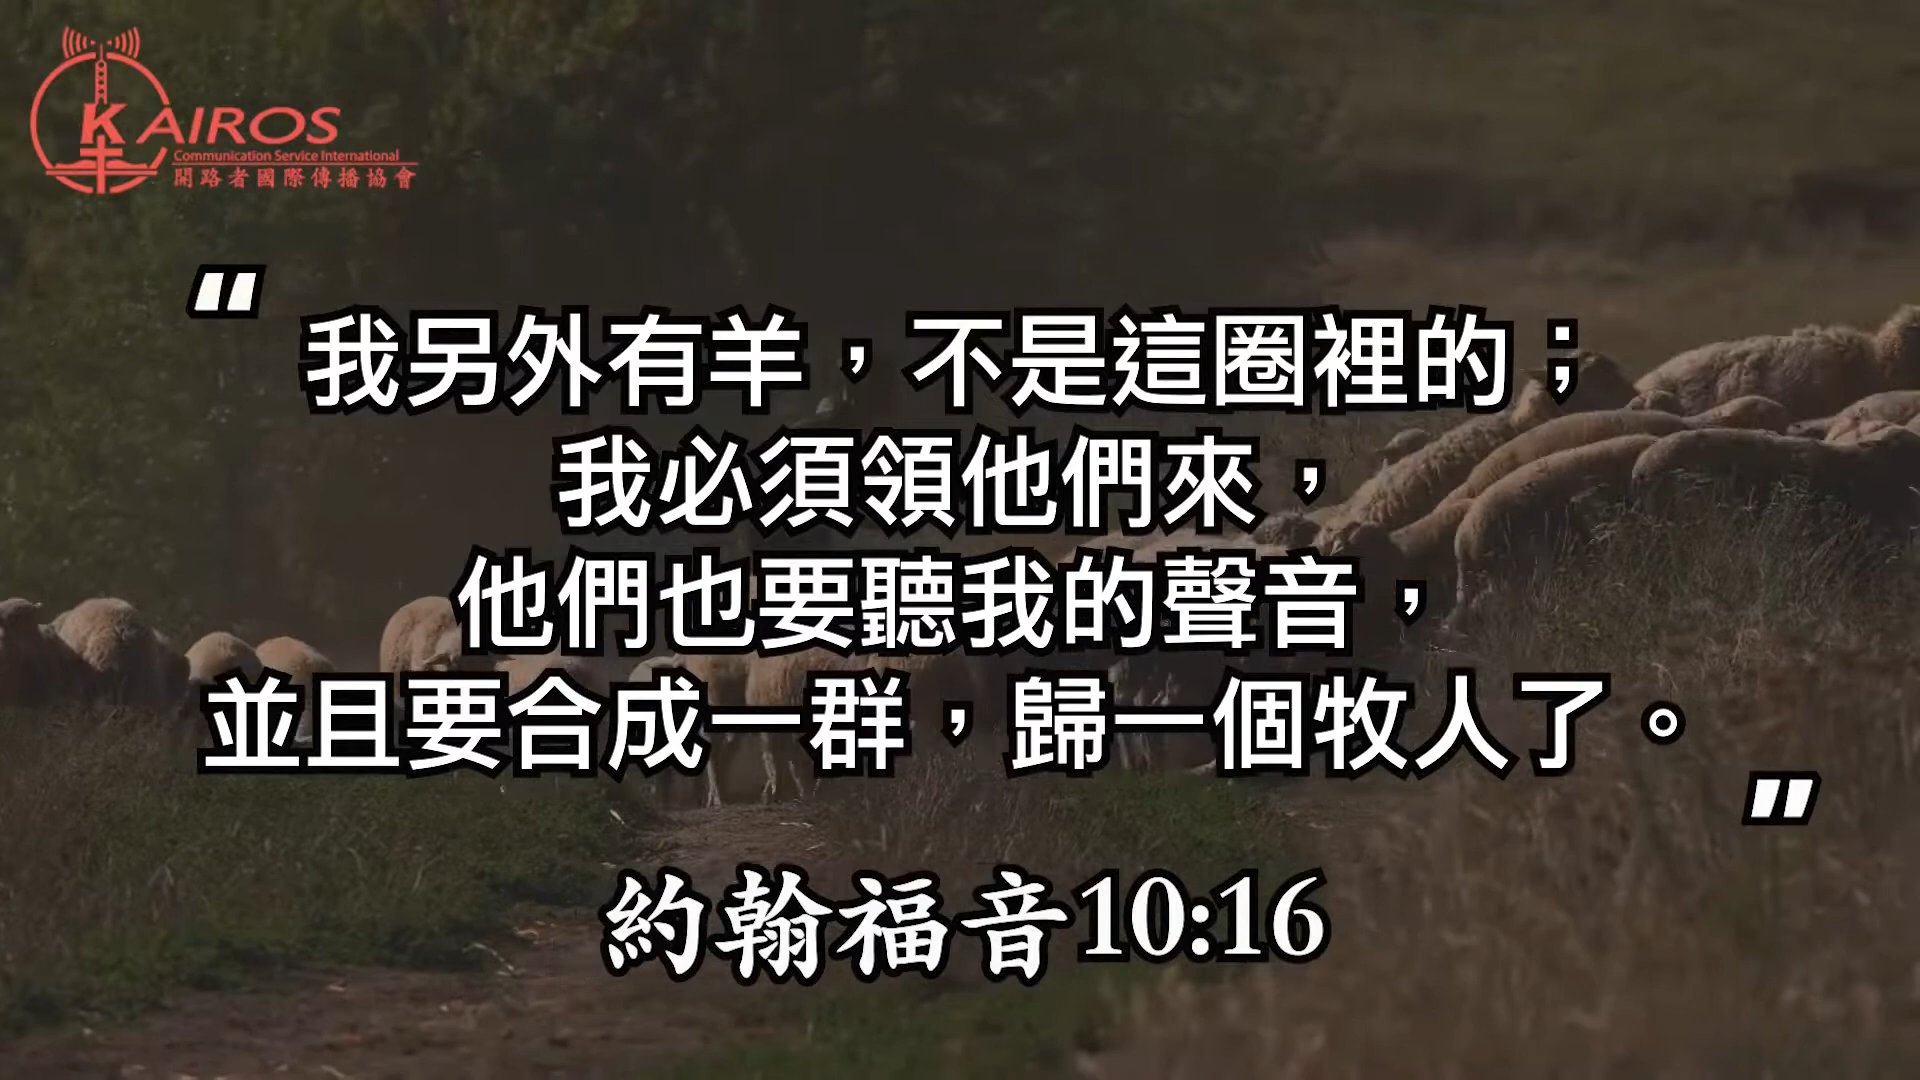 KAIROS
Communication Service International
開路者國際傳播協會
"我另外有羊，不是這圈裡的；
我必須領他們來，
他們也要聽我的聲音，
並且要合成一群，歸一個牧人了。"
約翰福音10:16